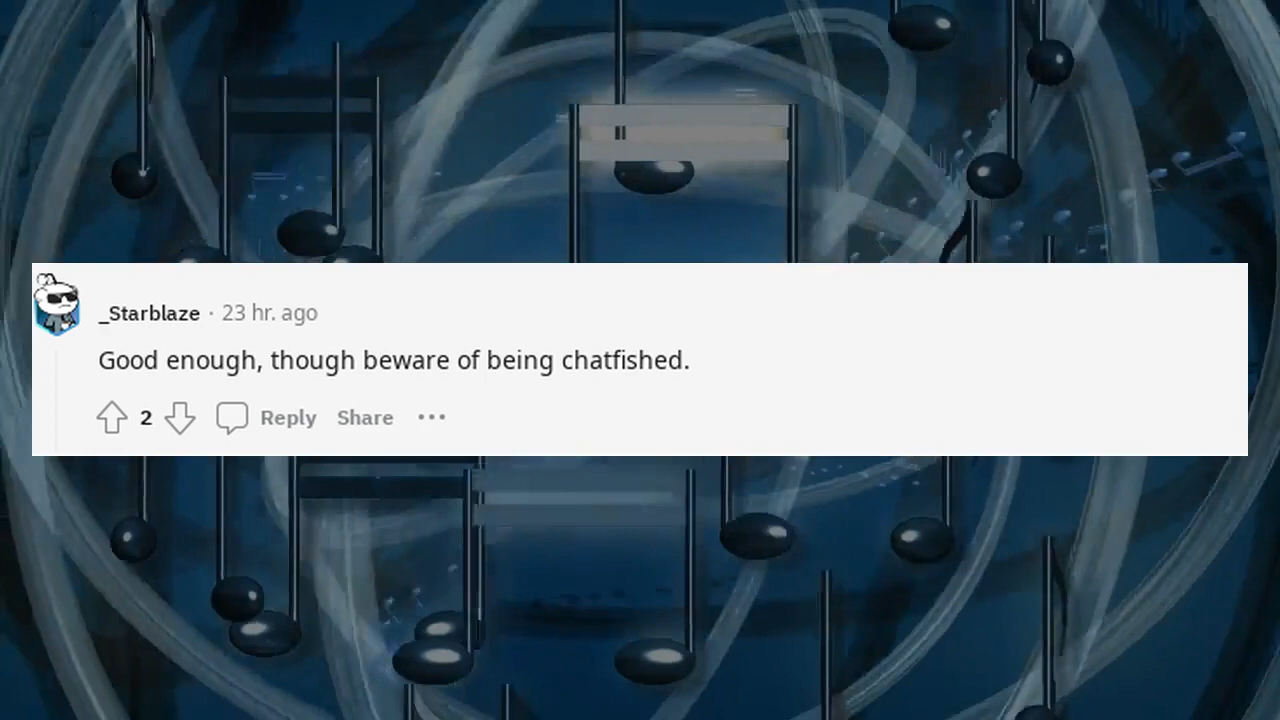 _Starblaze · 23 hr. ago
Good enough, though beware of being chatfished.
2 Reply Share ···